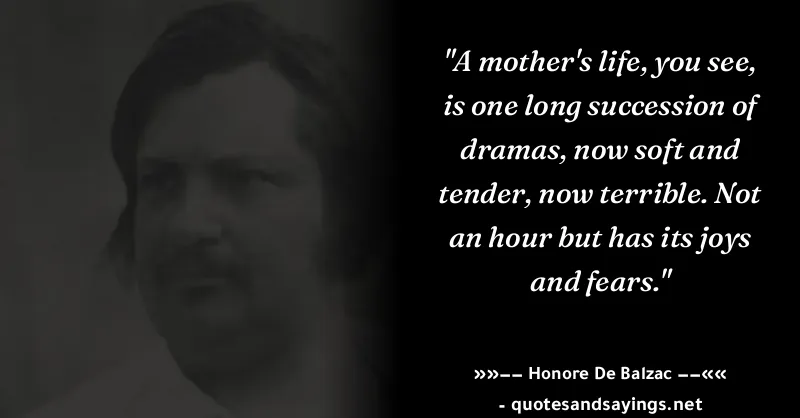 "A mother's life, you see,
is one long succession of
dramas, now soft and
tender, now terrible. Not
an hour but has its joys
and fears."
»»−− Honore De Balzac −−««
- quotesandsayings.net